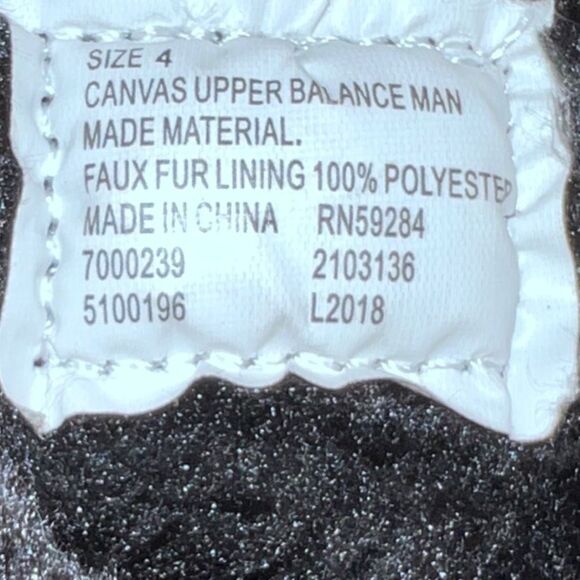 SIZE 4
CANVAS UPPER BALANCE MAN
MADE MATERIAL.
FAUX FUR LINING 100% POLYESTER
MADE IN CHINA RN59284
7000239 2103136
5100196 L2018